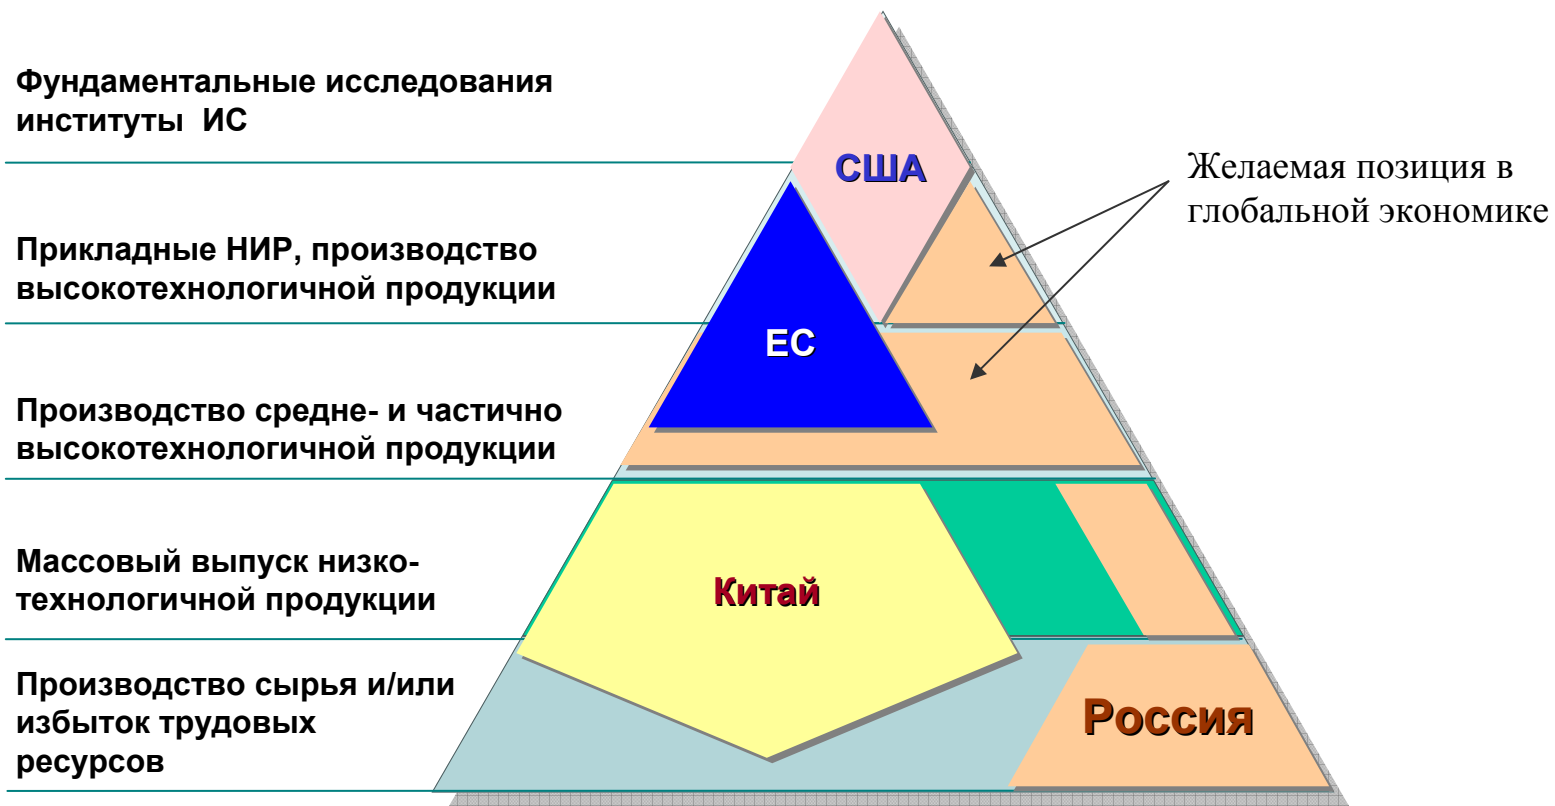 Фундаментальные исследования
институты ИС
США
Желаемая позиция в
глобальной экономике
Прикладные НИР, производство
высокотехнологичной продукции
ЕС
Производство средне- и частично
высокотехнологичной продукции
Массовый выпуск низко-
технологичной продукции
Китай
Производство сырья и/или
избыток трудовых
ресурсов
Россия